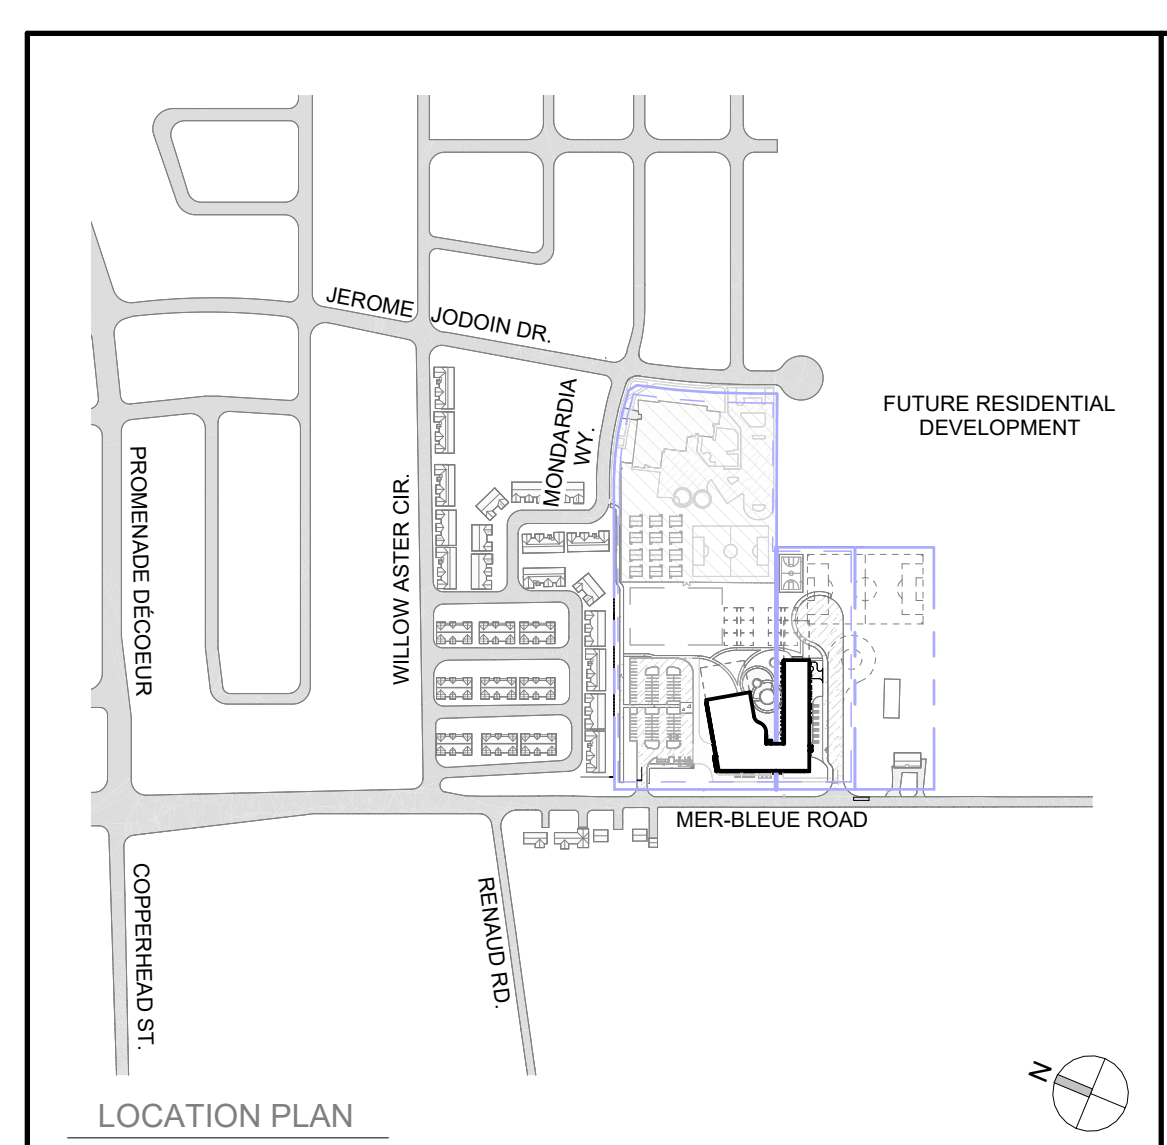 JEROME JODOIN DR.
MONDARDIA
WY.
FUTURE RESIDENTIAL
DEVELOPMENT
PROMENADE DÉCOEUR
WILLOW ASTER CIR.
MER-BLEUE ROAD
COPPERHEAD ST.
RENAUD RD.
N
LOCATION PLAN